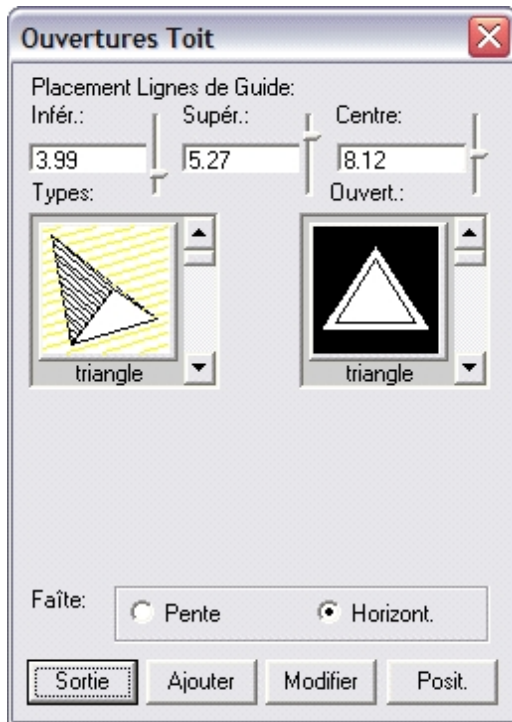 Ouvertures Toit
Placement Lignes de Guide:
Infér.: Supér.: Centre:
3.99 5.27 8.12
Types: Ouvert.:
triangle triangle
Faîte: Pente Horizont.
Sortie Ajouter Modifier Posit.